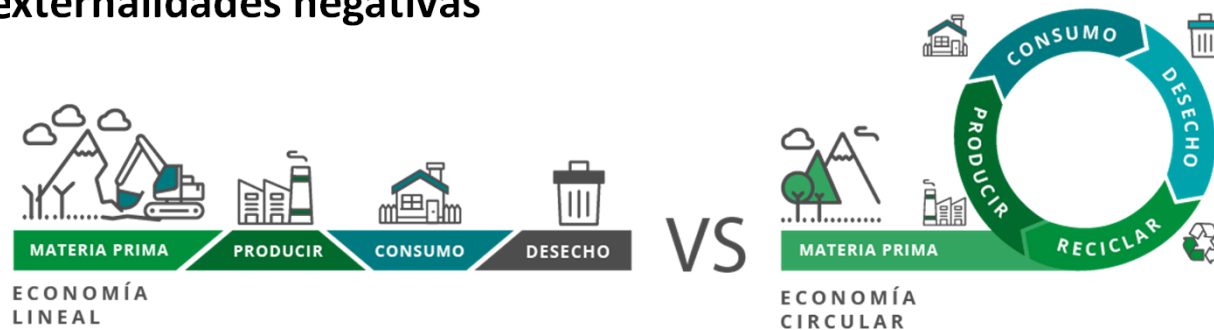 externalidades negativas
MATERIA PRIMA
PRODUCIR
CONSUMO
DESECHO
ECONOMÍA
LINEAL
VS
CONSUMO
DESECHO
RECICLAR
PRODUCIR
MATERIA PRIMA
ECONOMÍA
CIRCULAR